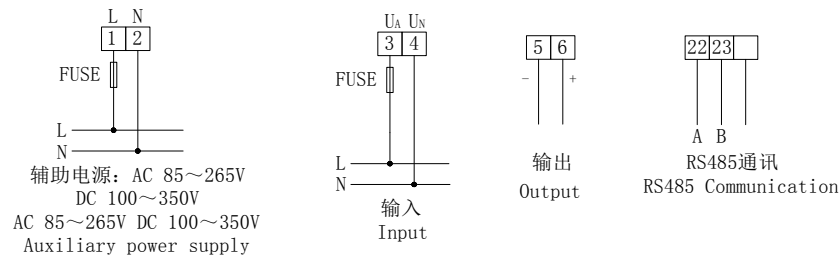 L N
1 2
FUSE
L
N
辅助电源: AC 85～265V
DC 100～350V
AC 85～265V DC 100～350V
Auxiliary power supply
UA UN
3 4
FUSE
L
N
输入
Input
5 6
- +
输出
Output
22 23
A B
RS485通讯
RS485 Communication